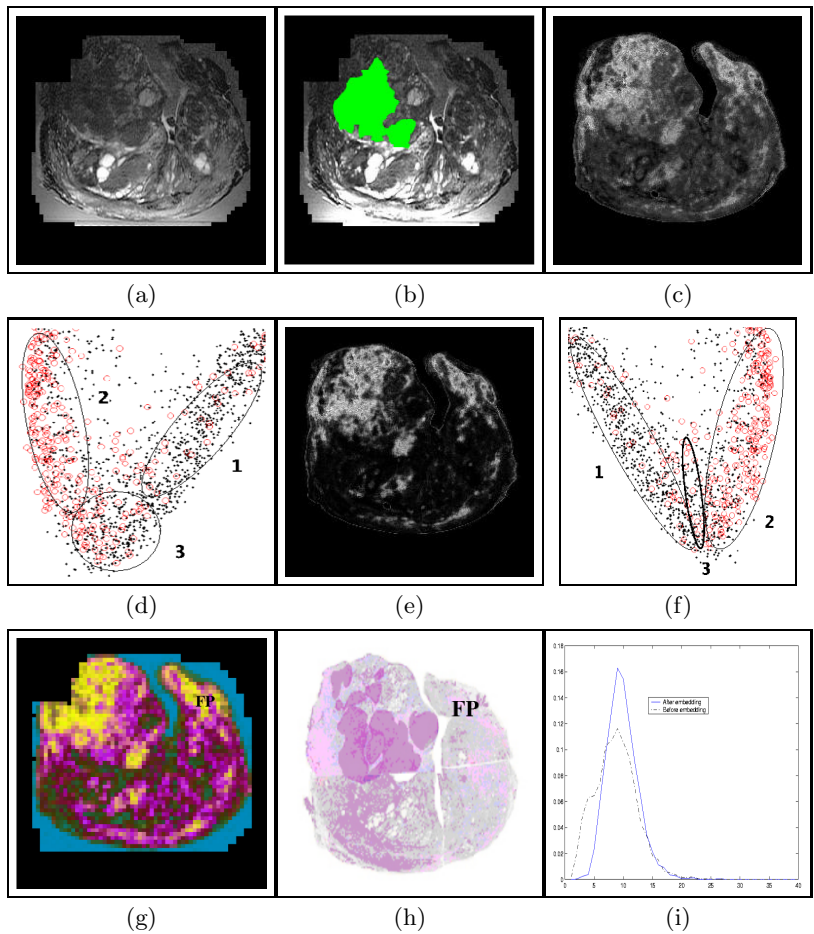 (a)
(b)
(c)
2
1
3
(d)
(e)
1
2
3
(f)
FP
(g)
FP
(h)
0.18
0.16
0.14
0.12
0.1
0.08
0.06
0.04
0.02
0
After embedding
Before embedding
0 5 10 15 20 25 30 35 40
(i)